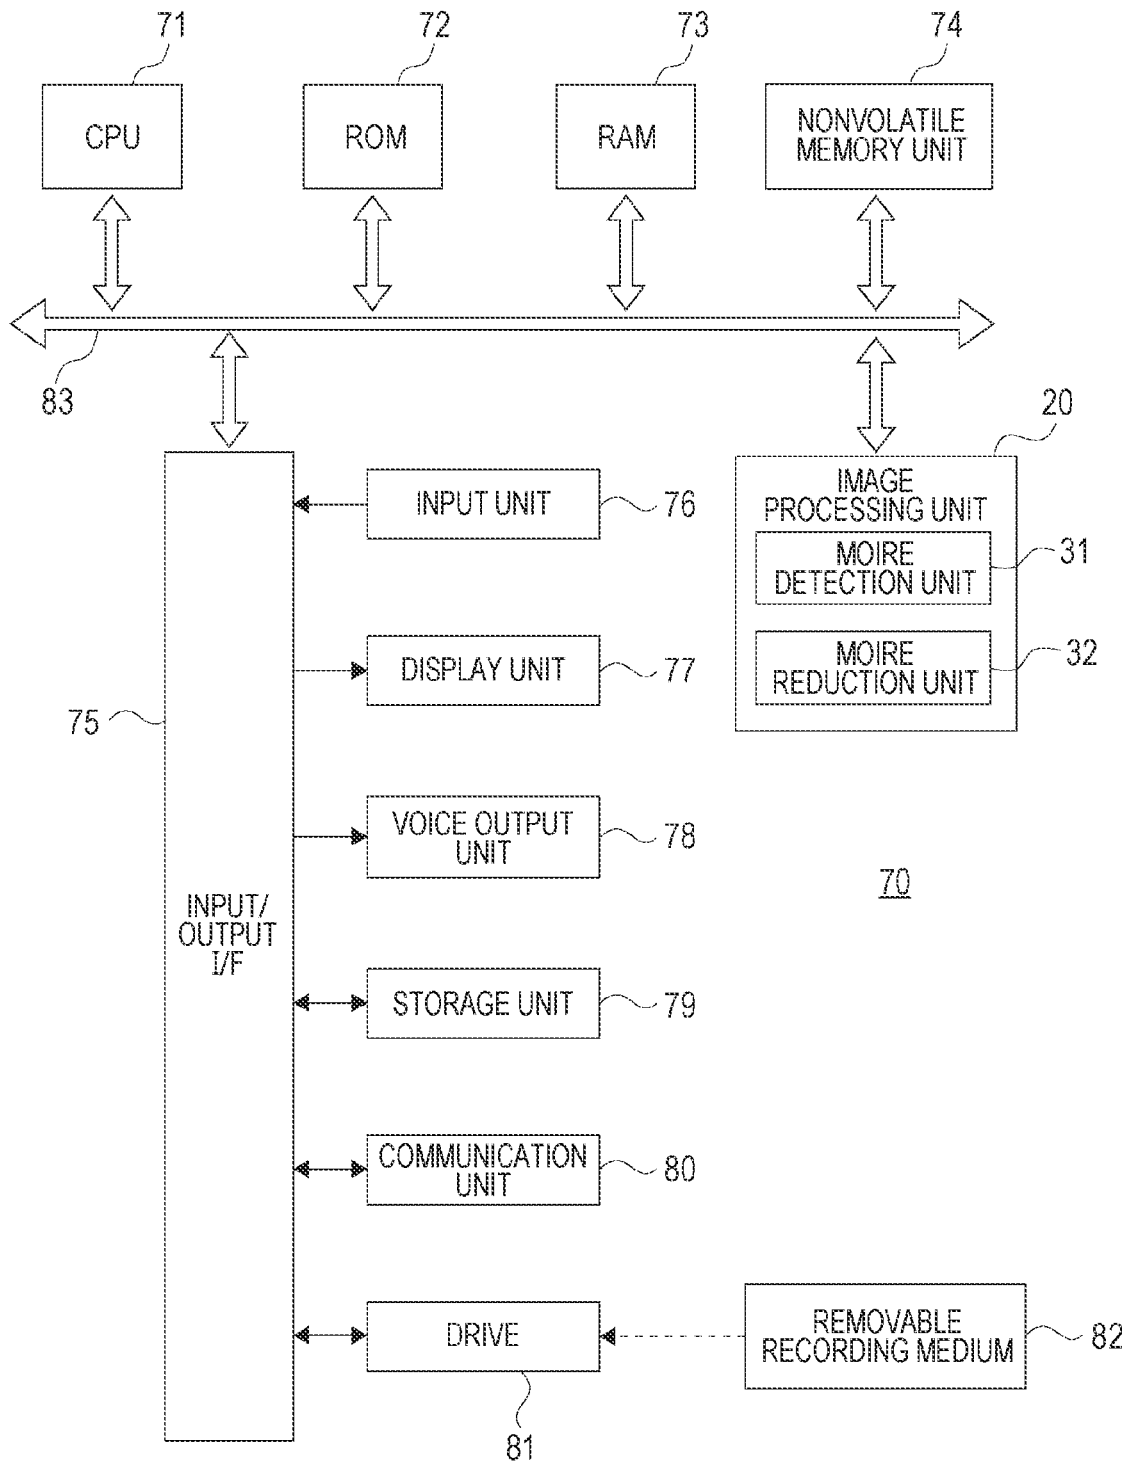 71
72
73
74
CPU
ROM
RAM
NONVOLATILE
MEMORY UNIT
83
20
IMAGE
PROCESSING UNIT
INPUT UNIT
76
MOIRE
DETECTION UNIT
31
MOIRE
REDUCTION UNIT
32
DISPLAY UNIT
77
75
VOICE OUTPUT
UNIT
78
70
INPUT/
OUTPUT
I/F
STORAGE UNIT
79
COMMUNICATION
UNIT
80
DRIVE
81
REMOVABLE
RECORDING MEDIUM
82